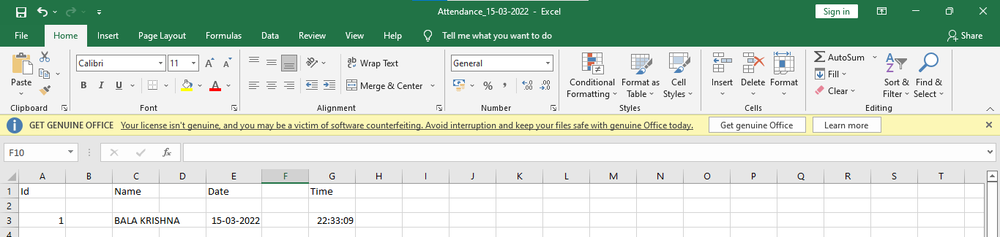 Attendance_15-03-2022 - Excel
Sign in
File Home Insert Page Layout Formulas Data Review View Help Tell me what you want to do Share
Paste
Clipboard
Calibri 11
B I U A
Font
ab Wrap Text
Merge & Center
Alignment
General
% , .00 .0
Number
Conditional Formatting
Format as Table
Cell Styles
Styles
Insert Delete Format
Cells
AutoSum
Fill
Clear
Sort & Filter
Find & Select
Editing
GET GENUINE OFFICE Your license isn't genuine, and you may be a victim of software counterfeiting. Avoid interruption and keep your files safe with genuine Office today. Get genuine Office Learn more
F10 fx
A B C D E F G H I J K L M N O P Q R S T
1 Id Name Date Time
2
3 1 BALA KRISHNA 15-03-2022 22:33:09
4